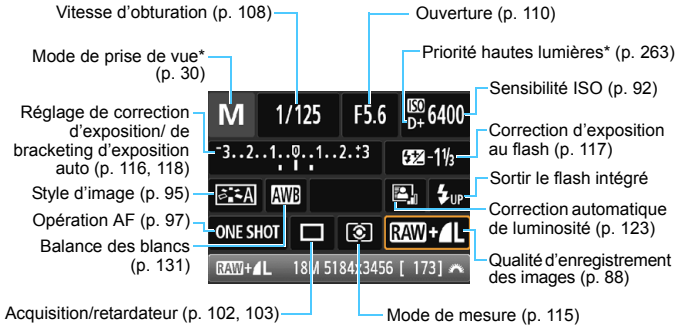 Vitesse d'obturation (p. 108)
Ouverture (p. 110)
Mode de prise de vue*
(p. 30)
Priorité hautes lumières* (p. 263)
Sensibilité ISO (p. 92)
Réglage de correction
d'exposition/ de
bracketing d'exposition
auto (p. 116, 118)
Correction d'exposition
au flash (p. 117)
Style d'image (p. 95)
Sortir le flash intégré
Opération AF (p. 97)
Correction automatique
de luminosité (p. 123)
Balance des blancs
(p. 131)
Qualité d'enregistrement
des images (p. 88)
Acquisition/retardateur (p. 102, 103)
Mode de mesure (p. 115)
M 1/125 F5.6 ISO D+ 6400
-3..2..1..0..1..2.:3 -1⅓
A AWB UP
ONE SHOT RAW+L
RAW+L 18M 5184x3456 [ 173]